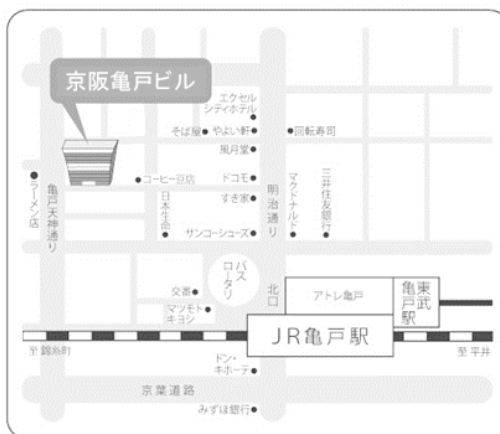 京阪亀戸ビル
エクセル
シティホテル
そば屋
やよい軒
回転寿司
風月堂
ラーメン店
亀戸天神通り
コーヒー豆店
ドコモ
すき家
日本生命
サンコーシューズ
明治通り
マクドナルド
三井住友銀行
バス
ロータリー
北口
交番
マツモト
キヨシ
アトレ亀戸
東武
亀戸駅
JR亀戸駅
至 錦糸町
至 平井
ドン・
キホーテ
京葉道路
みずほ銀行